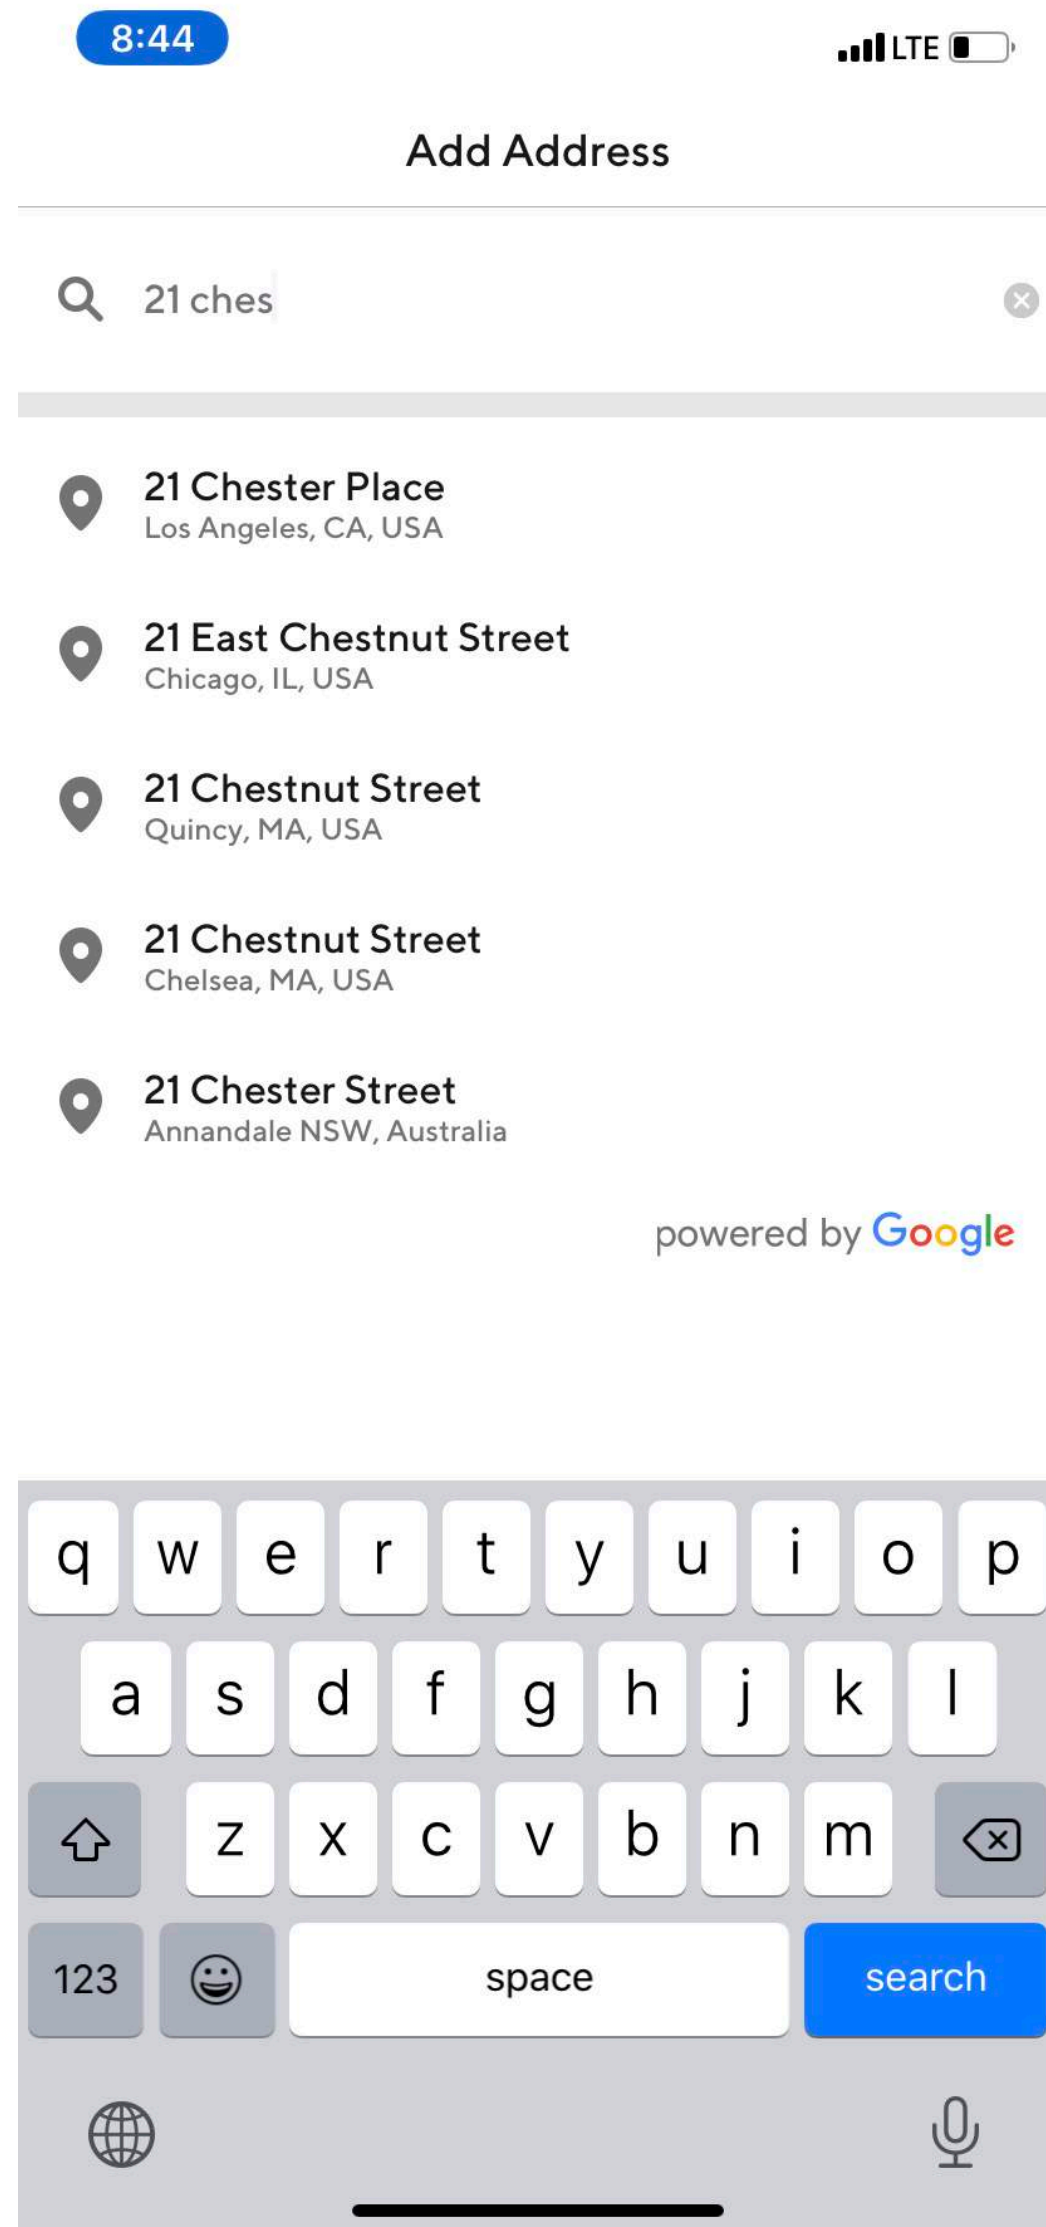 8:44 LTE
Add Address
21 ches
21 Chester Place
Los Angeles, CA, USA
21 East Chestnut Street
Chicago, IL, USA
21 Chestnut Street
Quincy, MA, USA
21 Chestnut Street
Chelsea, MA, USA
21 Chester Street
Annandale NSW, Australia
powered by Google
q w e r t y u i o p
a s d f g h j k l
z x c v b n m
123 space search